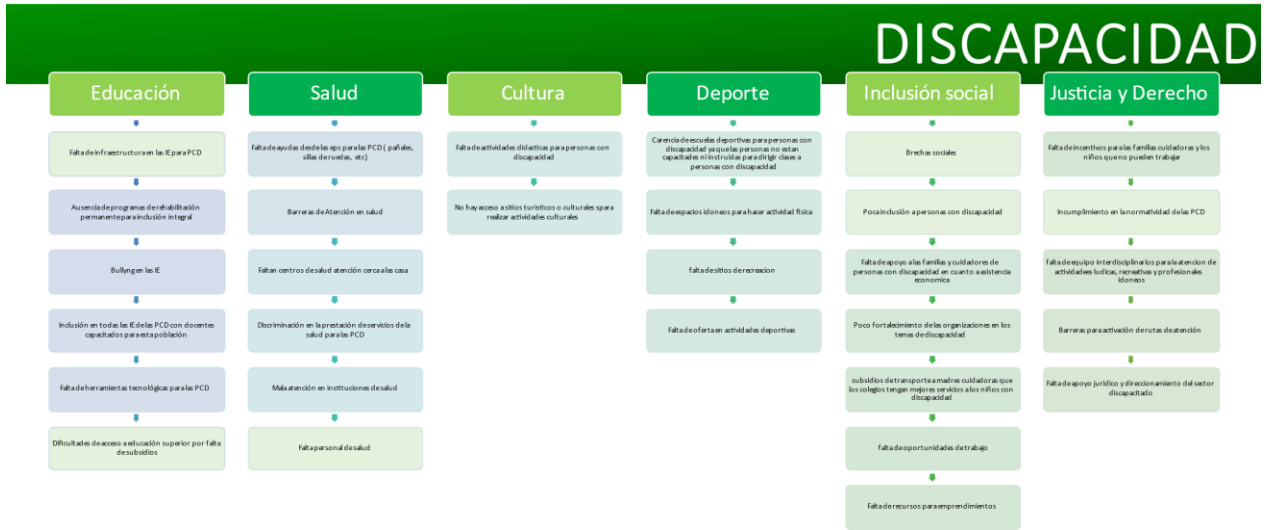 DISCAPACIDAD
Educación
Falta de infraestructura en las IE para PCD
Ausencia de programas de rehabilitación
permanente para inclusión integral
Bullyng en las IE
Inclusión en todas las IE de las PCD con docentes
capacitados para esta población
Falta de herramientas tecnológicas para las PCD
Dificultades de acceso a educación superior por falta
de subsidios
Salud
Falta de ayudas desde las eps para las PCD ( pañales,
sillas de ruedas, etc)
Barreras de Atención en salud
Faltan centros de salud atención cerca a las casa
Discriminación en la prestación de servicios de la
salud para las PCD
Mala atención en instituciones de salud
Falta personal de salud
Cultura
Falta de actividades didacticas para personas con
discapacidad
No hay acceso a sitios turísticos o culturales spara
realizar actividades culturales
Deporte
Carencia de escuelas deportivas para personas con
discapacidad ya que las personas no estan
capacitades ni instruidas para dirigir clases a
personas con discapacidad
Falta de espacios idoneos para hacer actividad física
falta de sitios de recreacion
Falta de oferta en actividades deportivas
Inclusión social
Brechas sociales
Poca inclusión a personas con discapacidad
Falta de apoyo a las familias y cuidadores de
personas con discapacidad en cuanto a asistencia
economica
Poco fortalecimiento de las organizaciones en los
temas de discapacidad
subsidios de transporte a madres cuidadoras que
los colegios tengan mejores servicios a los niños con
discapacidad
falta de oportunidades de trabajo
Falta de recursos para emprendimientos
Justicia y Derecho
Falta de incentivos para las familias cuidadoras y los
niños que no pueden trabajar
Incumplimiento en la normatividad de las PCD
falta de equipo interdisciplinarios para la atencion de
actividadees ludicas, recreativas y profesionales
idoneos
Barreras para activación de rutas de atención
Falta de apoyo jurídico y direccionamiento del sector
discapacitado